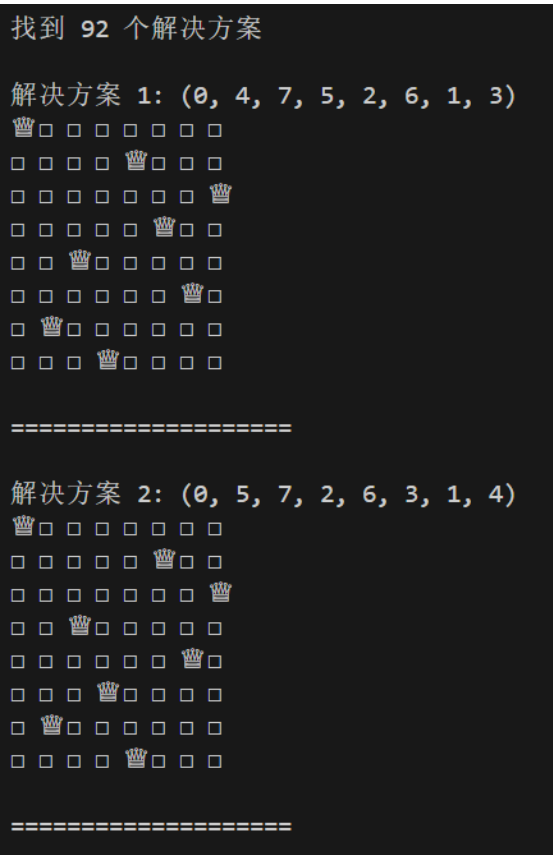 找到 92 个解决方案
解决方案 1: (0, 4, 7, 5, 2, 6, 1, 3)
♕□ □ □ □ □ □ □
□ □ □ □ ♕□ □ □
□ □ □ □ □ □ □ ♕
□ □ □ □ □ ♕□ □
□ □ ♕□ □ □ □ □
□ □ □ □ □ □ ♕□
□ ♕□ □ □ □ □ □
□ □ □ ♕□ □ □ □
====================
解决方案 2: (0, 5, 7, 2, 6, 3, 1, 4)
♕□ □ □ □ □ □ □
□ □ □ □ □ ♕□ □
□ □ □ □ □ □ □ ♕
□ □ ♕□ □ □ □ □
□ □ □ □ □ □ ♕□
□ □ □ ♕□ □ □ □
□ ♕□ □ □ □ □ □
□ □ □ □ ♕□ □ □
====================